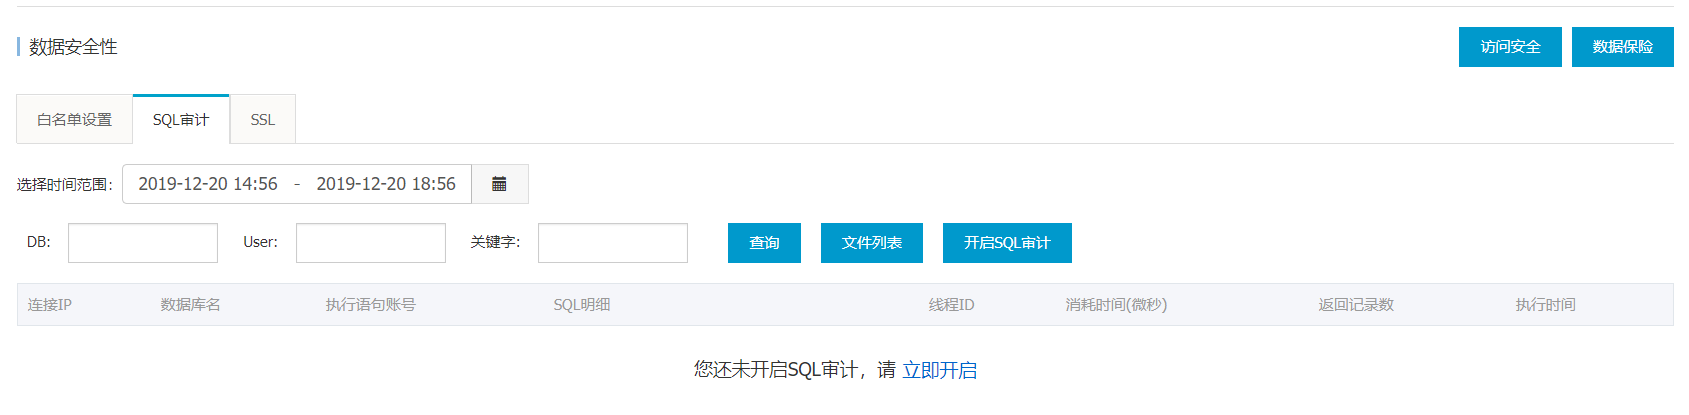 数据安全性 访问安全 数据保险
白名单设置 SQL审计 SSL
选择时间范围： 2019-12-20 14:56 - 2019-12-20 18:56
DB: User: 关键字: 查询 文件列表 开启SQL审计
连接IP 数据库名 执行语句账号 SQL明细 线程ID 消耗时间(微秒) 返回记录数 执行时间
您还未开启SQL审计，请 立即开启